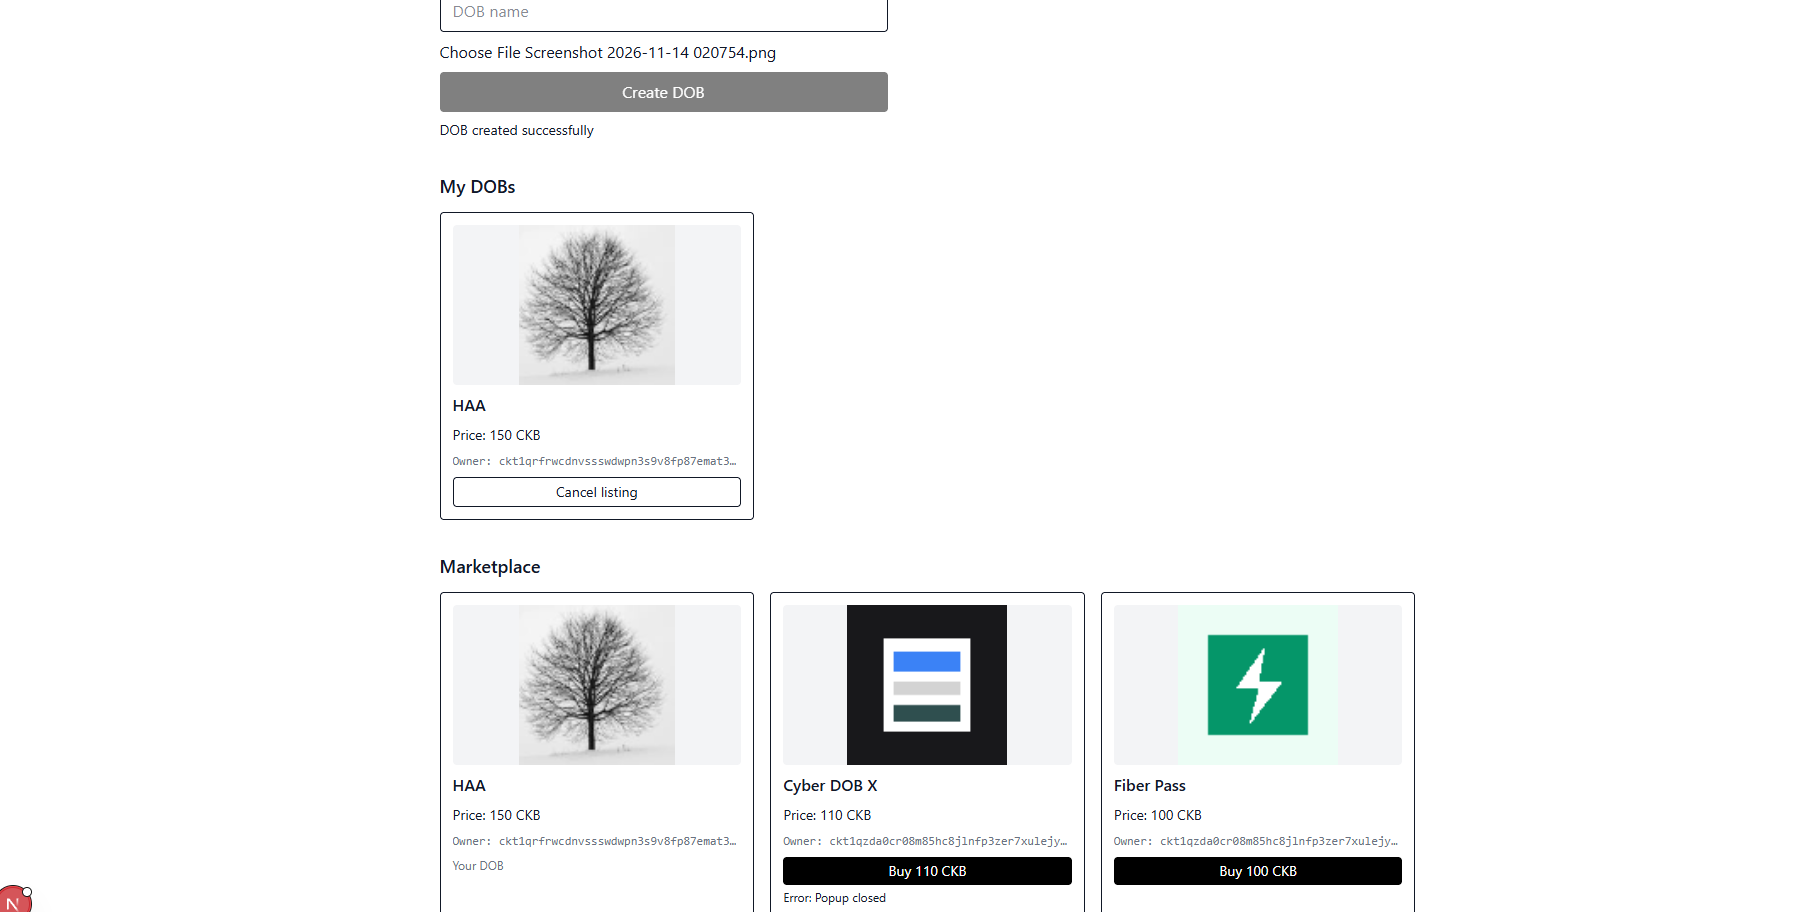 DOB name
Choose File Screenshot 2026-11-14 020754.png
Create DOB
DOB created successfully
My DOBs
HAA
Price: 150 CKB
Owner: ckt1qrfrwcdnvssswdwpn3s9v8fp87emat3…
Cancel listing
Marketplace
HAA
Price: 150 CKB
Owner: ckt1qrfrwcdnvssswdwpn3s9v8fp87emat3…
Your DOB
Cyber DOB X
Price: 110 CKB
Owner: ckt1qzda0cr08m85hc8jlnfp3zer7xulejy…
Buy 110 CKB
Error: Popup closed
Fiber Pass
Price: 100 CKB
Owner: ckt1qzda0cr08m85hc8jlnfp3zer7xulejy…
Buy 100 CKB
N